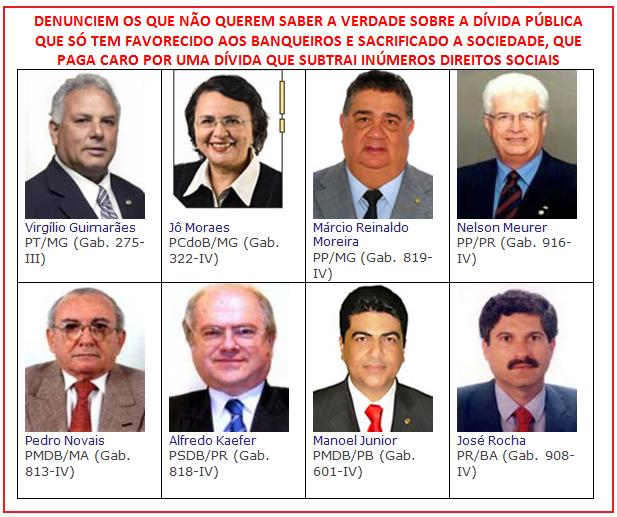 DENUNCIEM OS QUE NÃO QUEREM SABER A VERDADE SOBRE A DÍVIDA PÚBLICA
QUE SÓ TEM FAVORECIDO AOS BANQUEIROS E SACRIFICADO A SOCIEDADE, QUE
PAGA CARO POR UMA DÍVIDA QUE SUBTRAI INÚMEROS DIREITOS SOCIAIS
Virgílio Guimarães
PT/MG (Gab. 275-
III)
Jô Moraes
PCdoB/MG (Gab.
322-IV)
Márcio Reinaldo
Moreira
PP/MG (Gab. 819-
IV)
Nelson Meurer
PP/PR (Gab. 916-
IV)
Pedro Novais
PMDB/MA (Gab.
813-IV)
Alfredo Kaefer
PSDB/PR (Gab.
818-IV)
Manoel Junior
PMDB/PB (Gab.
601-IV)
José Rocha
PR/BA (Gab. 908-
IV)